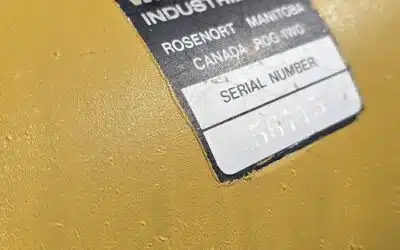 INDUSTRI
ROSENORT MANITOBA
CANADA R0G-1W0
SERIAL NUMBER